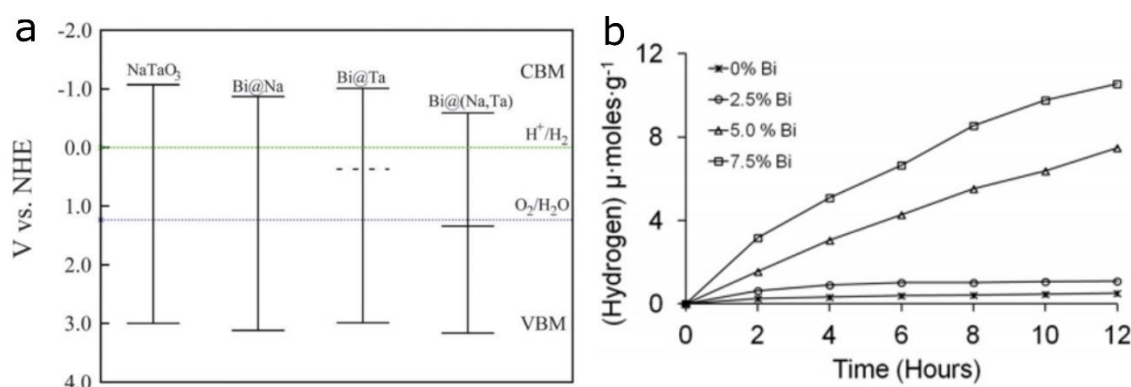 a
-2.0
-1.0
0.0
1.0
2.0
3.0
4.0
V vs. NHE
NaTaO₃
Bi@Na
Bi@Ta
Bi@(Na,Ta)
CBM
H⁺/H₂
O₂/H₂O
VBM
b
12
8
4
0
(Hydrogen) µ·moles·g⁻¹
0% Bi
2.5% Bi
5.0 % Bi
7.5% Bi
0 2 4 6 8 10 12
Time (Hours)